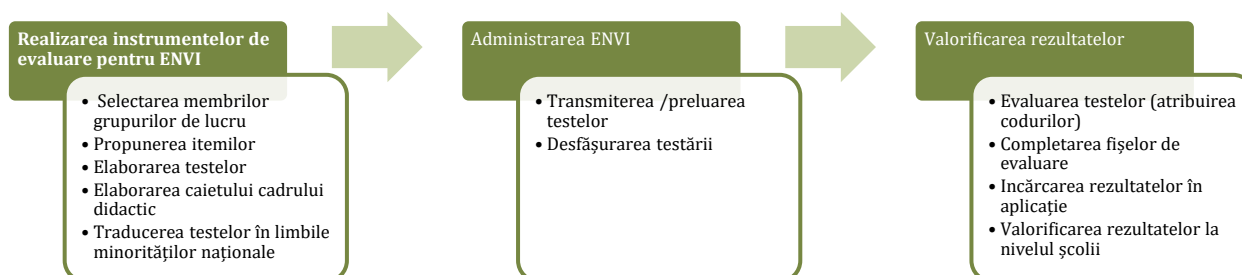 Realizarea instrumentelor de
evaluare pentru ENVI
• Selectarea membrilor
grupurilor de lucru
• Propunerea itemilor
• Elaborarea testelor
• Elaborarea caietului cadrului
didactic
• Traducerea testelor în limbile
minorităților naționale
Administrarea ENVI
• Transmiterea /preluarea
testelor
• Desfășurarea testării
Valorificarea rezultatelor
• Evaluarea testelor (atribuirea
codurilor)
• Completarea fișelor de
evaluare
• Incărcarea rezultatelor în
aplicație
• Valorificarea rezultatelor la
nivelul școlii